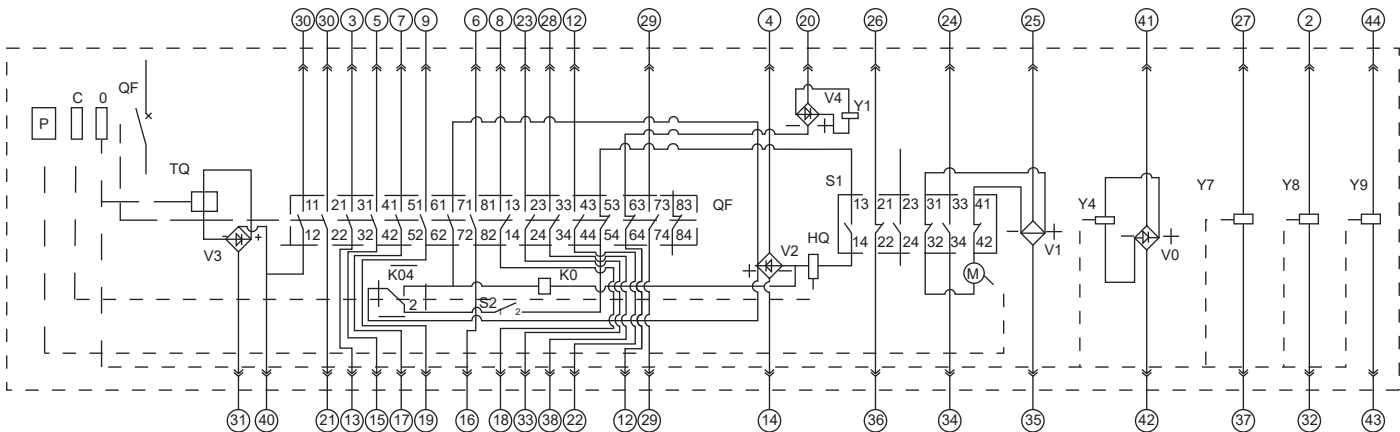 30 30 3 5 7 9 6 8 23 28 12 29 4 20 26 24 25 41 27 2 44
QF
C 0
P
V4
Y1
TQ
S1
Y4
Y7
Y8
Y9
11 21 31 41 51 61 71 81 13 23 33 43 53 63 73 83
QF
13 21 23 31 33 41
12 22 32 42 52 62 72 82 14 24 34 44 54 64 74 84
14 22 24 32 34 42
V3
+
V2
HQ
V1
V0
K04
K0
M
2
S2
1 2
31 40 21 13 15 17 19 16 18 33 38 22 12 29 14 36 34 35 42 37 32 43